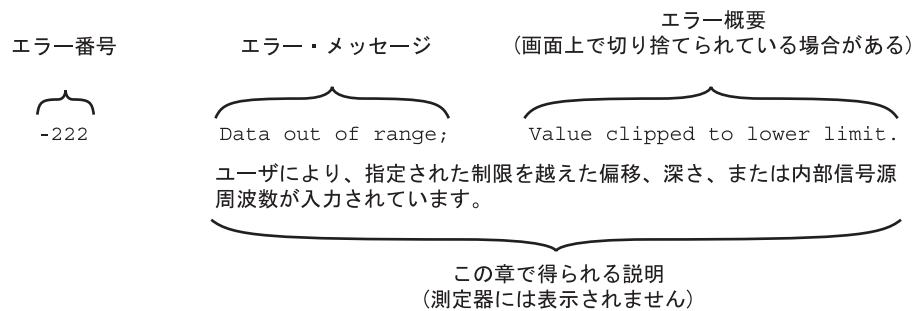 エラー概要
エラー番号 エラー・メッセージ (画面上で切り捨てられている場合がある)
-222 Data out of range; Value clipped to lower limit.
ユーザにより、指定された制限を越えた偏移、深さ、または内部信号源
周波数が入力されています。
この章で得られる説明
(測定器には表示されません)